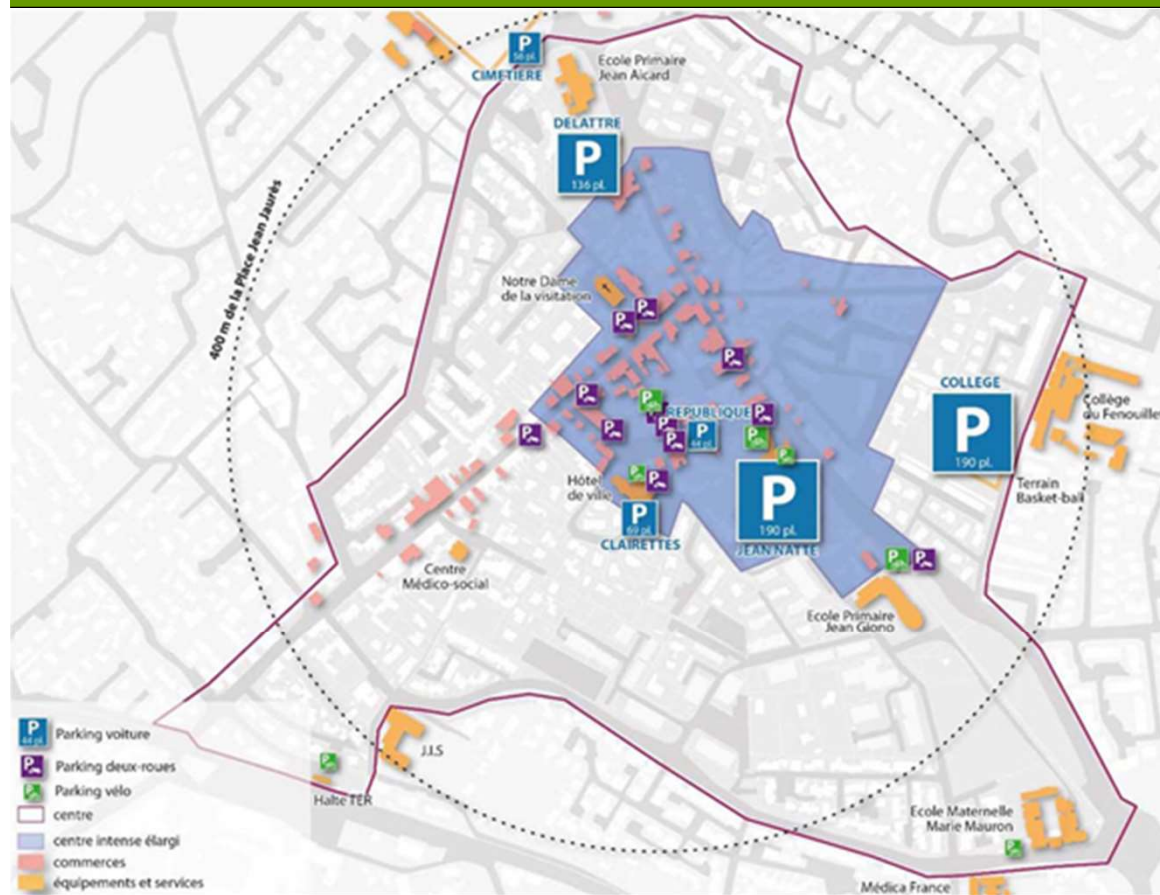 P
56 pl.
CIMETIERE
Ecole Primaire
Jean Aicard
DELATTRE
P
136 pl.
400 m de la Place Jean Jaurès
Notre Dame
de la visitation
P
P
P
P
P
REPUBLIQUE
P
P
P
44 pl.
P
P
P
P
P
COLLEGE
P
190 pl.
Collège
du Fenouille
Terrain
Basket-ball
Hôtel
de ville
P
P
P
69 pl.
CLAIRETTES
P
190 pl.
JEAN NATTE
P
P
Centre
Médico-social
Ecole Primaire
Jean Giono
P
44 pl.
Parking voiture
P
Parking deux-roues
P
Parking vélo
centre
centre intense élargi
commerces
équipements et services
P
Halte TER
J.I.S
Ecole Maternelle
Marie Mauron
P
Médica France